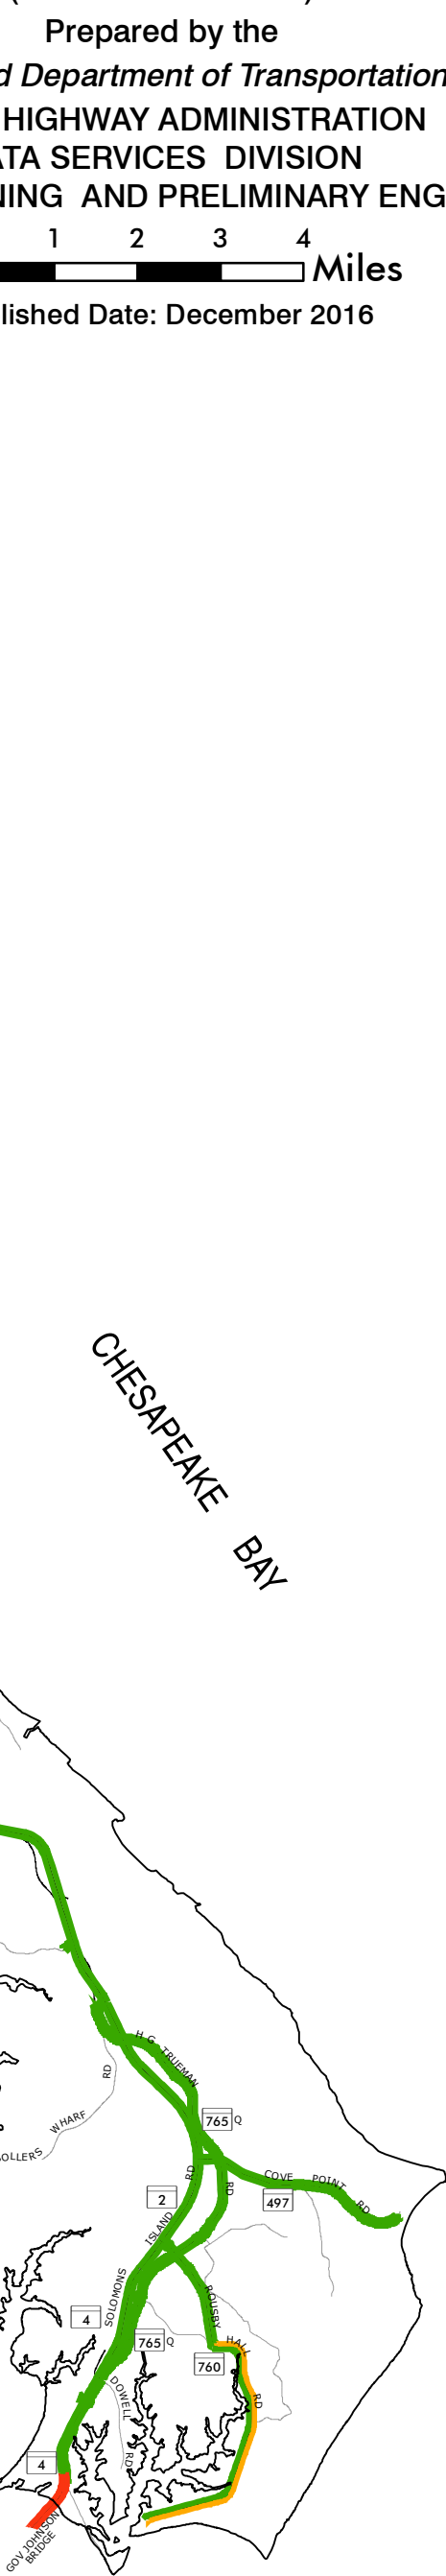 Prepared by the
d Department of Transportation
HIGHWAY ADMINISTRATION
ATA SERVICES DIVISION
NING AND PRELIMINARY ENG
1 2 3 4
Miles
lished Date: December 2016
CHESAPEAKE BAY
H G TRUEMAN
RD
WHARF
OLLERS
765 Q
COVE POINT RD
497
RD
RD
2
ISLAND
SOLOMONS
4
765 Q
ROUSBY
HALL
760
RD
DOWELL
RD
4
GOV JOHNSON
BRIDGE